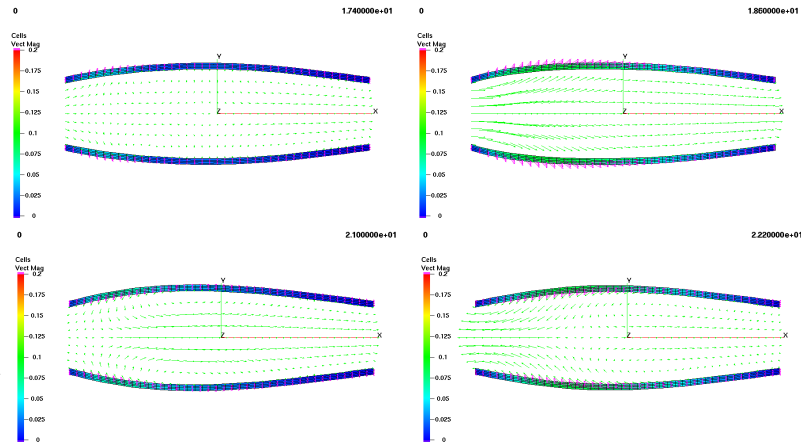 0 1.740000e+01
Cells
Vect Mag
0.2
0.175
0.15
0.125
0.1
0.075
0.05
0.025
0
Y
Z
X
0 1.860000e+01
Cells
Vect Mag
0.2
0.175
0.15
0.125
0.1
0.075
0.05
0.025
0
Y
Z
X
0 2.100000e+01
Cells
Vect Mag
0.2
0.175
0.15
0.125
0.1
0.075
0.05
0.025
0
Y
Z
X
0 2.220000e+01
Cells
Vect Mag
0.2
0.175
0.15
0.125
0.1
0.075
0.05
0.025
0
Y
Z
X